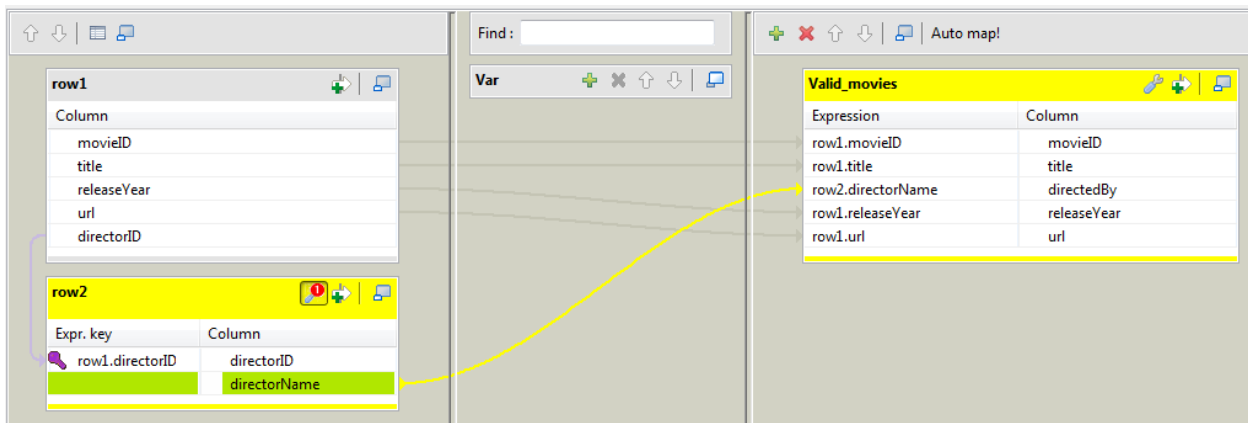 Find :
Auto map!
row1
Column
movieID
title
releaseYear
url
directorID
row2
1
Expr. key Column
row1.directorID directorID
directorName
Var
Valid_movies
Expression Column
row1.movieID movieID
row1.title title
row2.directorName directedBy
row1.releaseYear releaseYear
row1.url url